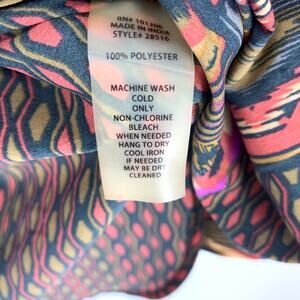 RN# 101200
MADE IN INDIA
STYLE# 28516
100% POLYESTER
MACHINE WASH
COLD
ONLY
NON-CHLORINE
BLEACH
WHEN NEEDED
HANG TO DRY
COOL IRON
IF NEEDED
MAY BE DRY
CLEANED